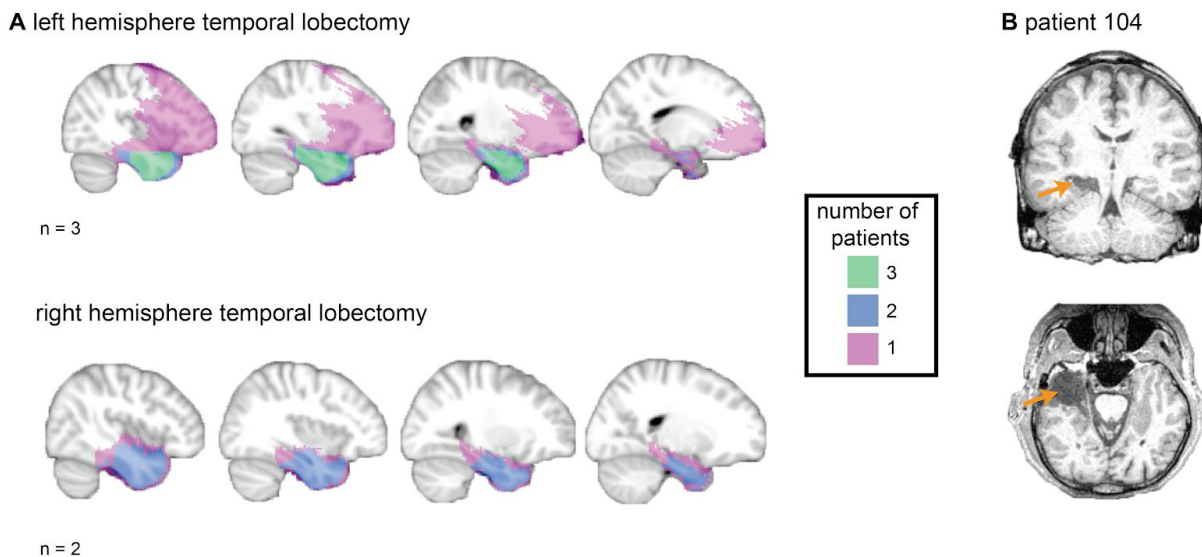 A left hemisphere temporal lobectomy
B patient 104
n = 3
number of
patients
3
2
1
right hemisphere temporal lobectomy
n = 2